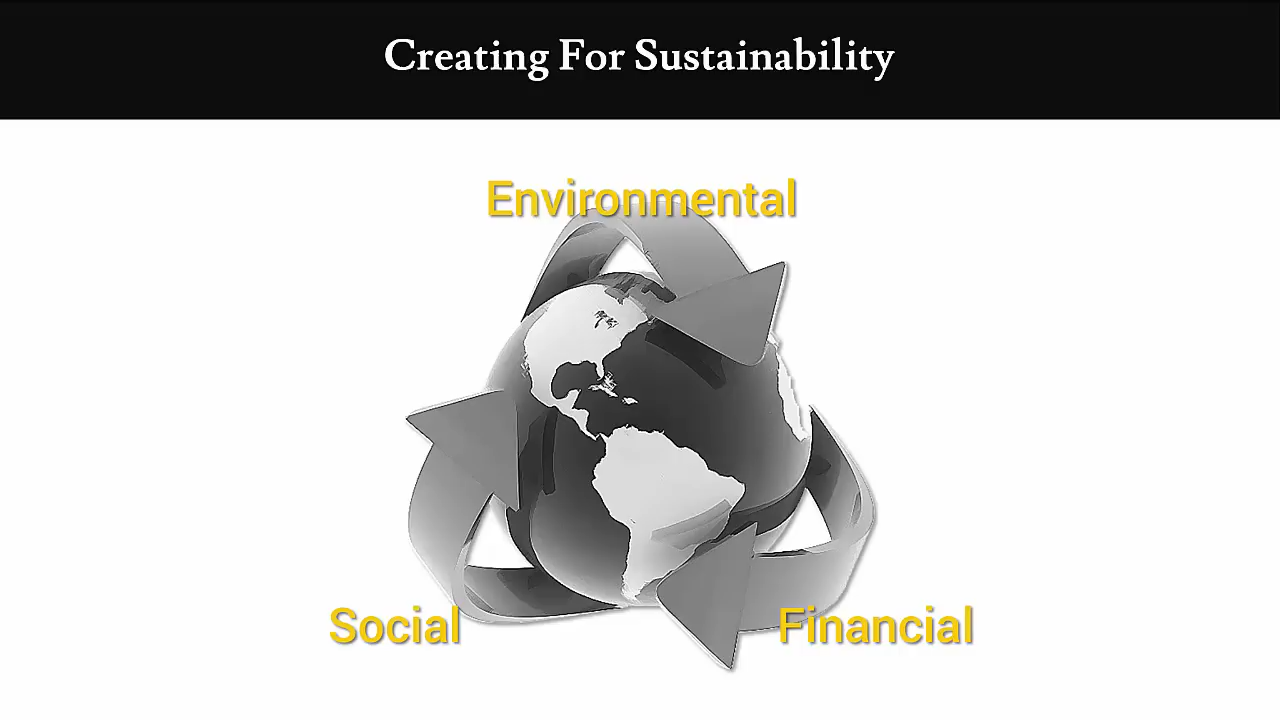 Creating For Sustainability
Environmental
Social
Financial